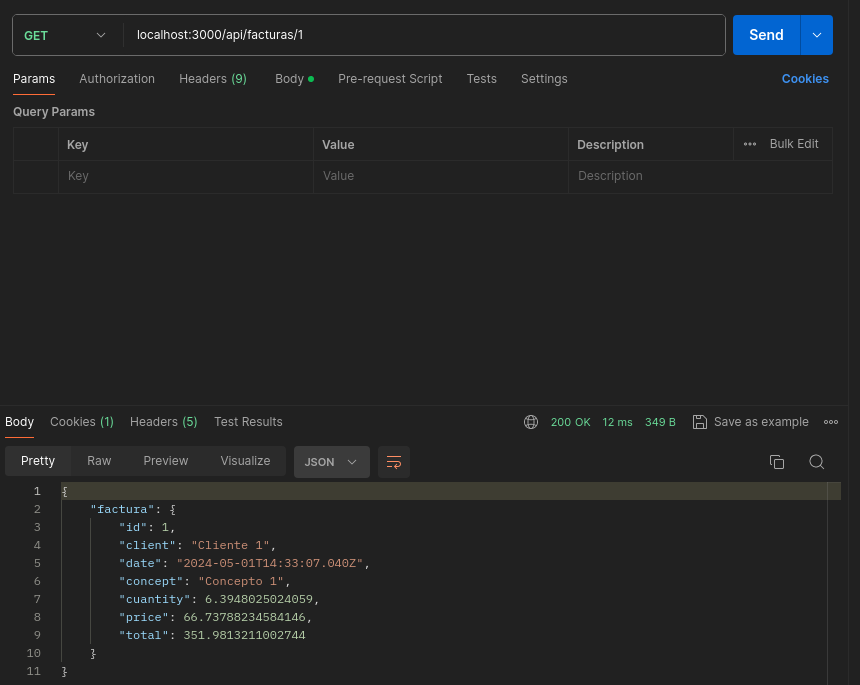 GET localhost:3000/api/facturas/1 Send
Params Authorization Headers (9) Body Pre-request Script Tests Settings Cookies
Query Params
Key Value Description ••• Bulk Edit
Key Value Description
Body Cookies (1) Headers (5) Test Results 200 OK 12 ms 349 B Save as example
Pretty Raw Preview Visualize JSON
1 {
2 "factura": {
3 "id": 1,
4 "client": "Cliente 1",
5 "date": "2024-05-01T14:33:07.040Z",
6 "concept": "Concepto 1",
7 "cuantity": 6.3948025024059,
8 "price": 66.73788234584146,
9 "total": 351.9813211002744
10 }
11 }